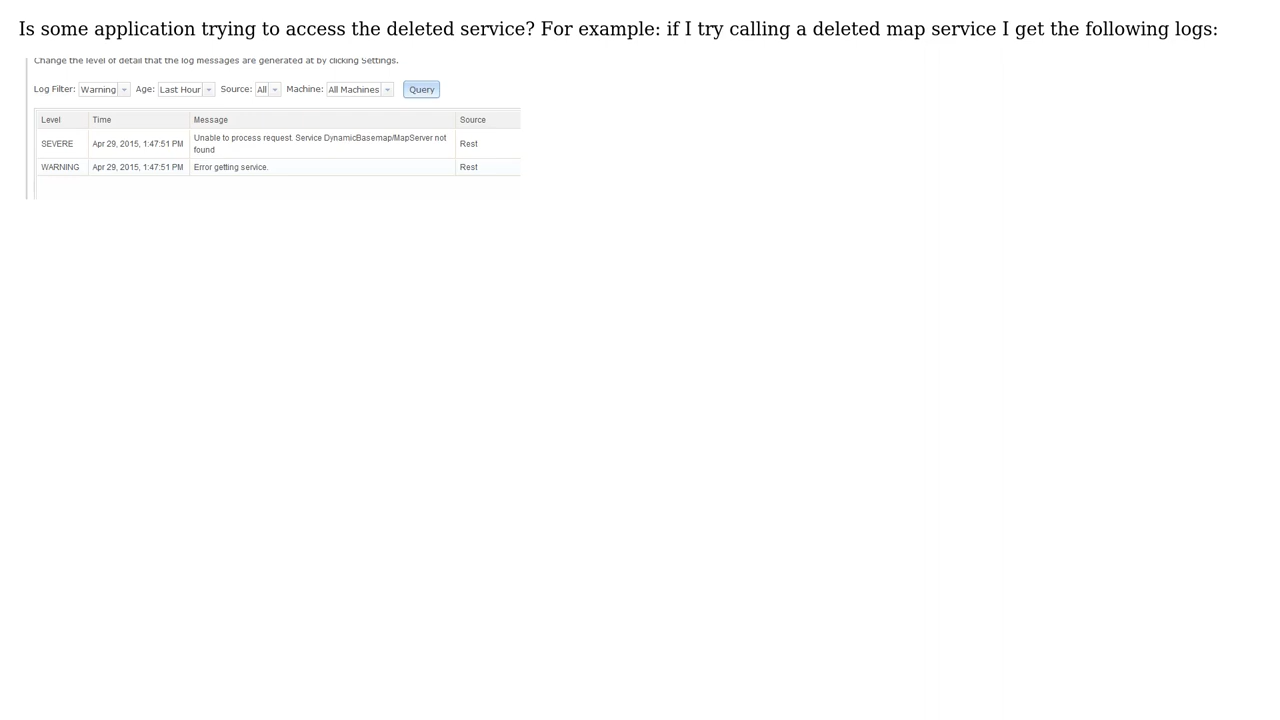 Is some application trying to access the deleted service? For example: if I try calling a deleted map service I get the following logs:
Change the level of detail that the log messages are generated at by clicking Settings.
Log Filter: Warning Age: Last Hour Source: All Machine: All Machines Query
Level Time Message Source
SEVERE Apr 29, 2015, 1:47:51 PM Unable to process request. Service DynamicBasemap/MapServer not found Rest
WARNING Apr 29, 2015, 1:47:51 PM Error getting service. Rest